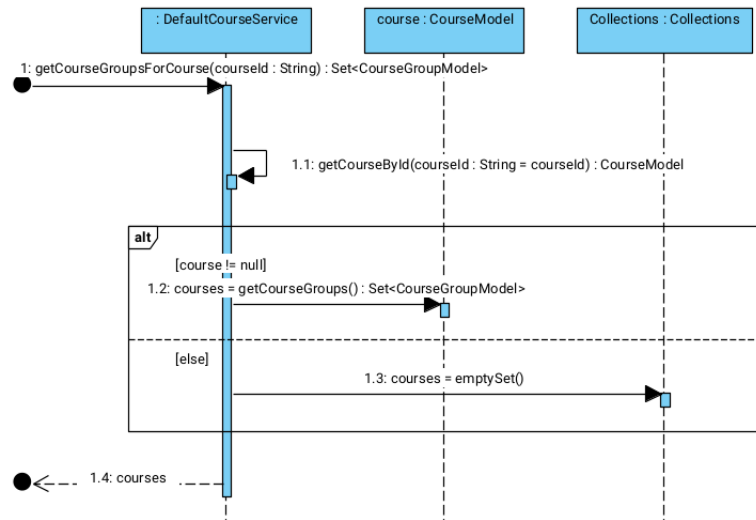 : DefaultCourseService
course : CourseModel
Collections : Collections
1: getCourseGroupsForCourse(courseId : String) : Set<CourseGroupModel>
1.1: getCourseById(courseId : String = courseId) : CourseModel
alt
[course != null]
1.2: courses = getCourseGroups() : Set<CourseGroupModel>
[else]
1.3: courses = emptySet()
1.4: courses